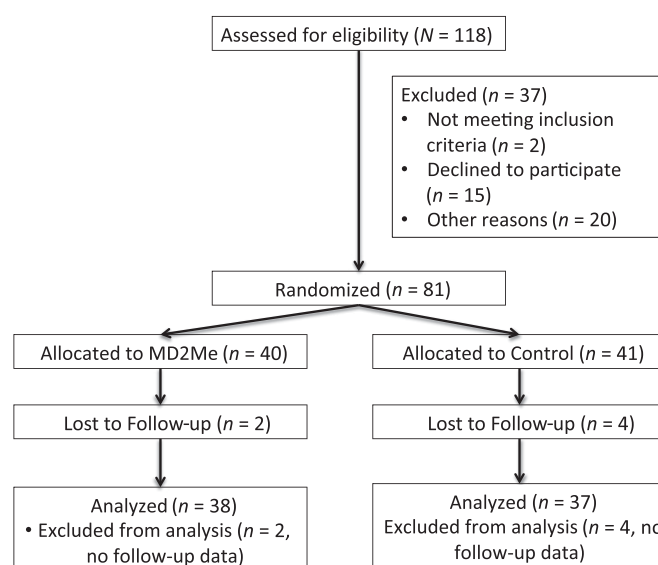 Assessed for eligibility (N = 118)
Excluded (n = 37)
• Not meeting inclusion
criteria (n = 2)
• Declined to participate
(n = 15)
• Other reasons (n = 20)
Randomized (n = 81)
Allocated to MD2Me (n = 40)
Allocated to Control (n = 41)
Lost to Follow-up (n = 2)
Lost to Follow-up (n = 4)
Analyzed (n = 38)
• Excluded from analysis (n = 2,
no follow-up data)
Analyzed (n = 37)
Excluded from analysis (n = 4, no
follow-up data)